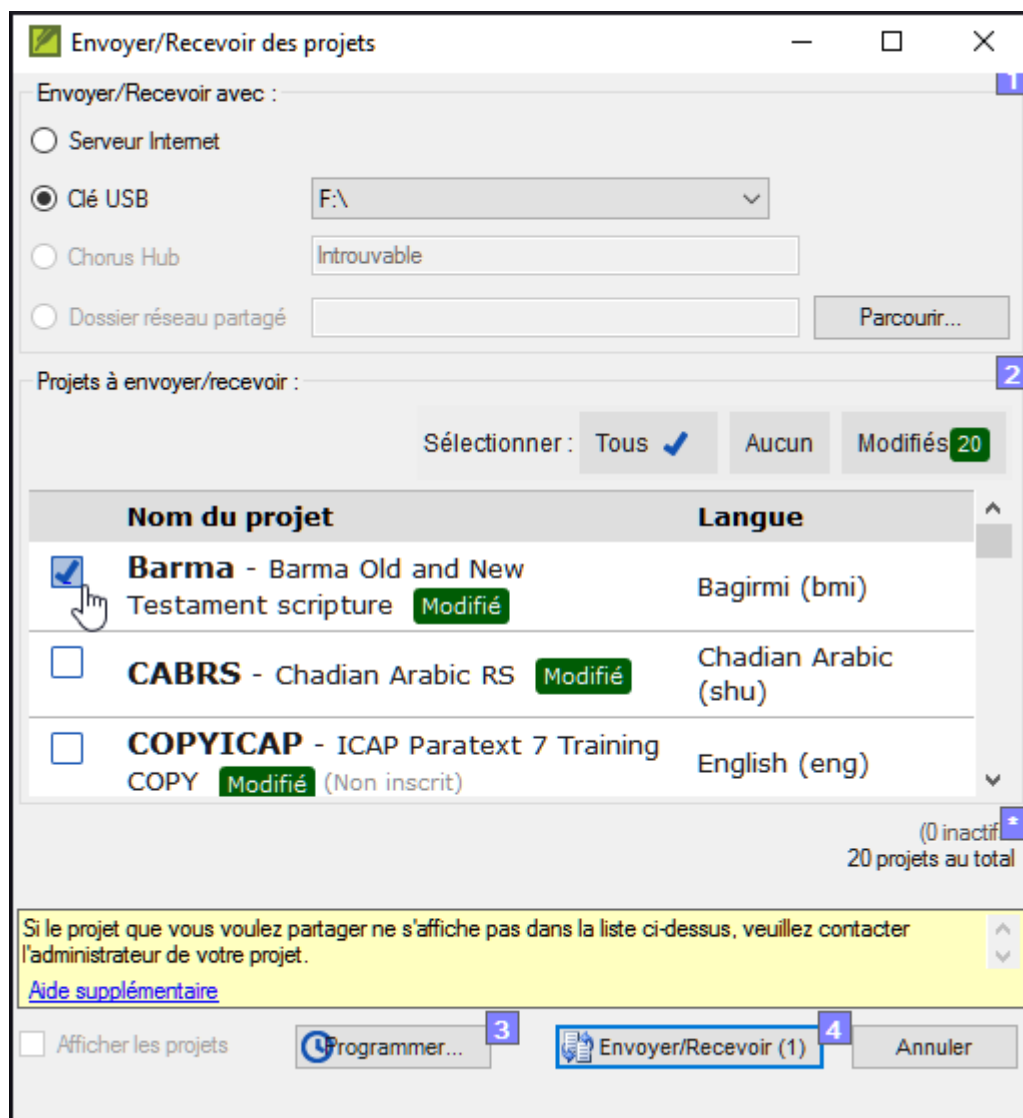 Envoyer/Recevoir des projets
1
Envoyer/Recevoir avec :
Serveur Internet
Clé USB F:\
Chorus Hub Introuvable
Dossier réseau partagé Parcourir...
2
Projets à envoyer/recevoir :
Sélectionner : Tous Aucun Modifiés 20
Nom du projet Langue
Barma - Barma Old and New
Testament scripture Modifié
Bagirmi (bmi)
CABRS - Chadian Arabic RS Modifié
Chadian Arabic
(shu)
COPYICAP - ICAP Paratext 7 Training
COPY Modifié (Non inscrit)
English (eng)
(0 inactif *
20 projets au total
Si le projet que vous voulez partager ne s'affiche pas dans la liste ci-dessus, veuillez contacter
l'administrateur de votre projet.
Aide supplémentaire
Afficher les projets Programmer... 3 Envoyer/Recevoir (1) 4 Annuler